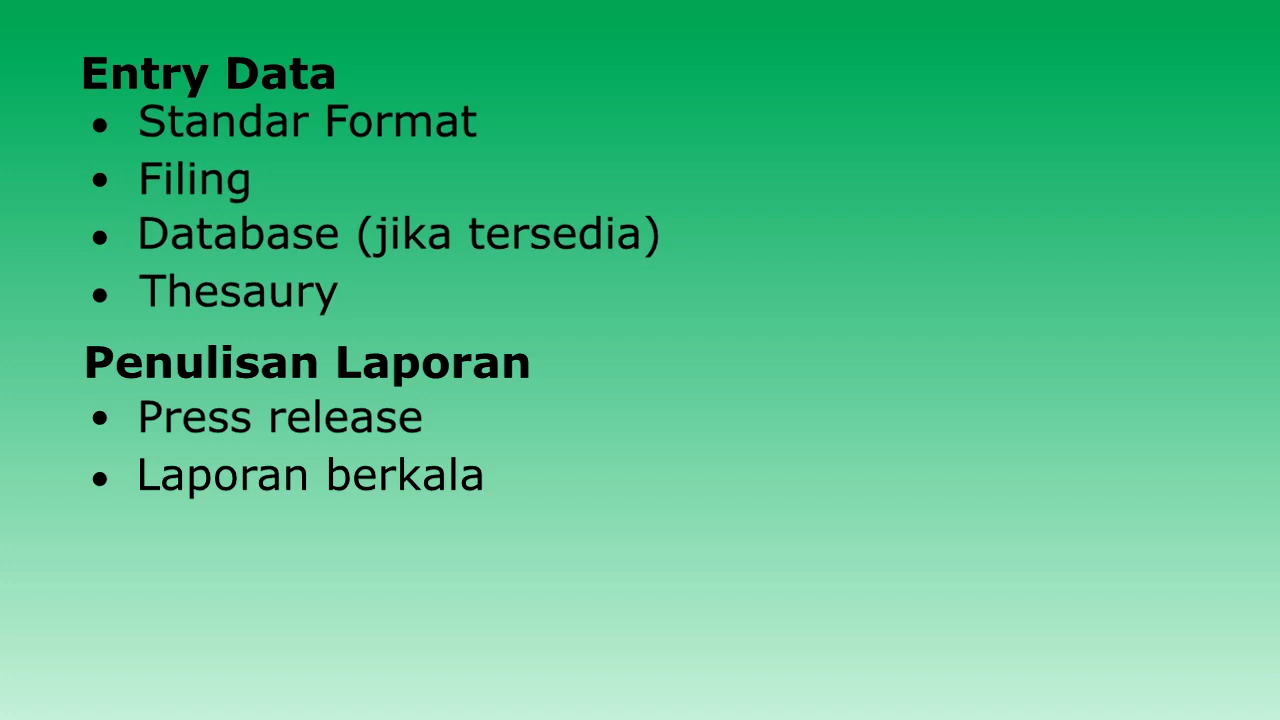 Entry Data
• Standar Format
• Filing
• Database (jika tersedia)
• Thesaury
Penulisan Laporan
• Press release
• Laporan berkala